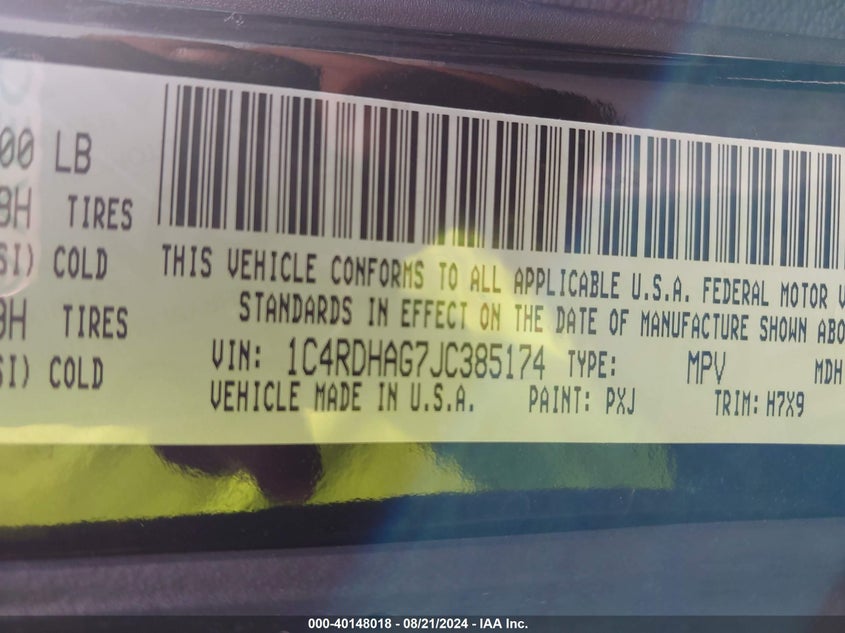 00 LB
TIRES
SI) COLD
THIS VEHICLE CONFORMS TO ALL APPLICABLE U.S.A. FEDERAL MOTOR V
STANDARDS IN EFFECT ON THE DATE OF MANUFACTURE SHOWN ABO
0H TIRES
VIN: 1C4RDHAG7JC385174 TYPE: MPV MDH
SI) COLD
VEHICLE MADE IN U.S.A. PAINT: PXJ TRIM: H7X9
000-40148018 - 08/21/2024 - IAA Inc.